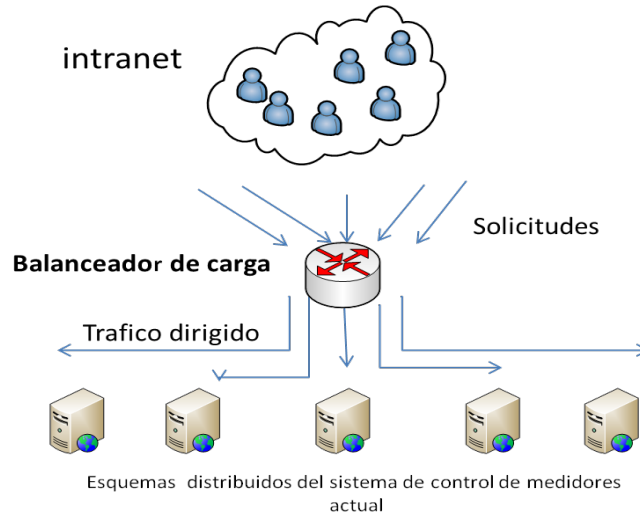 intranet
Solicitudes
Balanceador de carga
Trafico dirigido
Esquemas distribuidos del sistema de control de medidores
actual